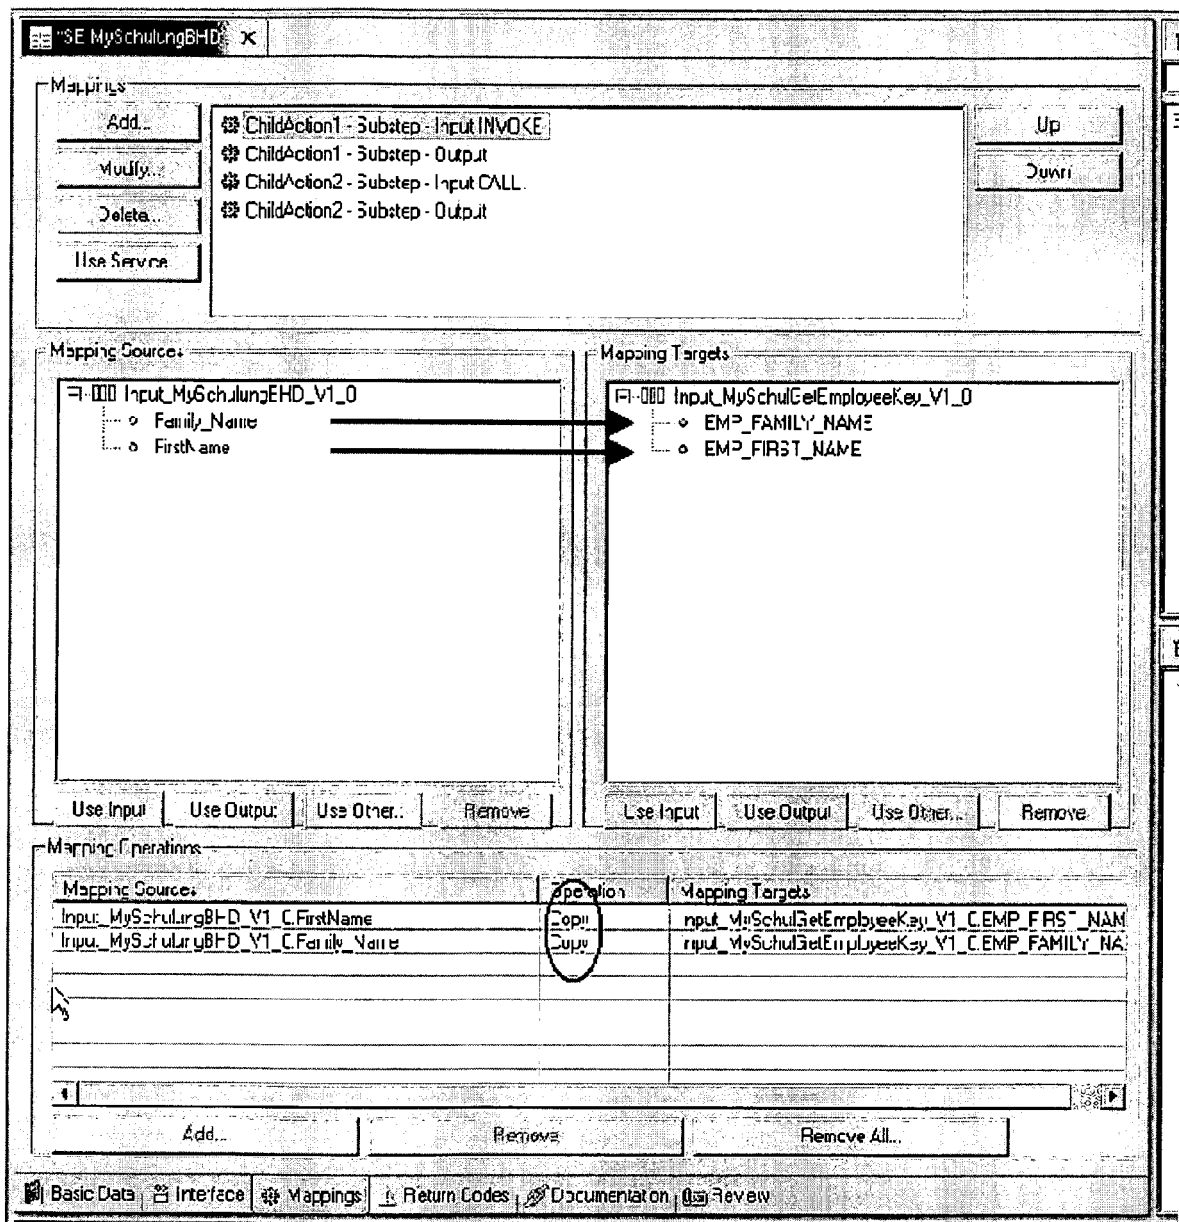 *SE MySchulungBHD
Mappings
Add...
Modify...
Delete...
Use Service
ChildAction1 - Substep - Input INVOKE
ChildAction1 - Substep - Output
ChildAction2 - Substep - Input CALL
ChildAction2 - Substep - Output
Up
Down
Mapping Sources
Input_MySchulungBHD_V1_0
Family_Name
FirstName
Use Input
Use Output
Use Other...
Remove
Mapping Targets
Input_MySchulGetEmployeeKey_V1_0
EMP_FAMILY_NAME
EMP_FIRST_NAME
Use Input
Use Output
Use Other...
Remove
Mapping Operations
Mapping Sources Operation Mapping Targets
Input_MySchulungBHD_V1_0.FirstName Copy nput_MySchulGetEmployeeKey_V1_0.EMP_FIRST_NAM
Input_MySchulungBHD_V1_0.Family_Name Copy nput_MySchulGetEmployeeKey_V1_0.EMP_FAMILY_NA
Add...
Remove
Remove All...
Basic Data Interface Mappings Return Codes Documentation Review